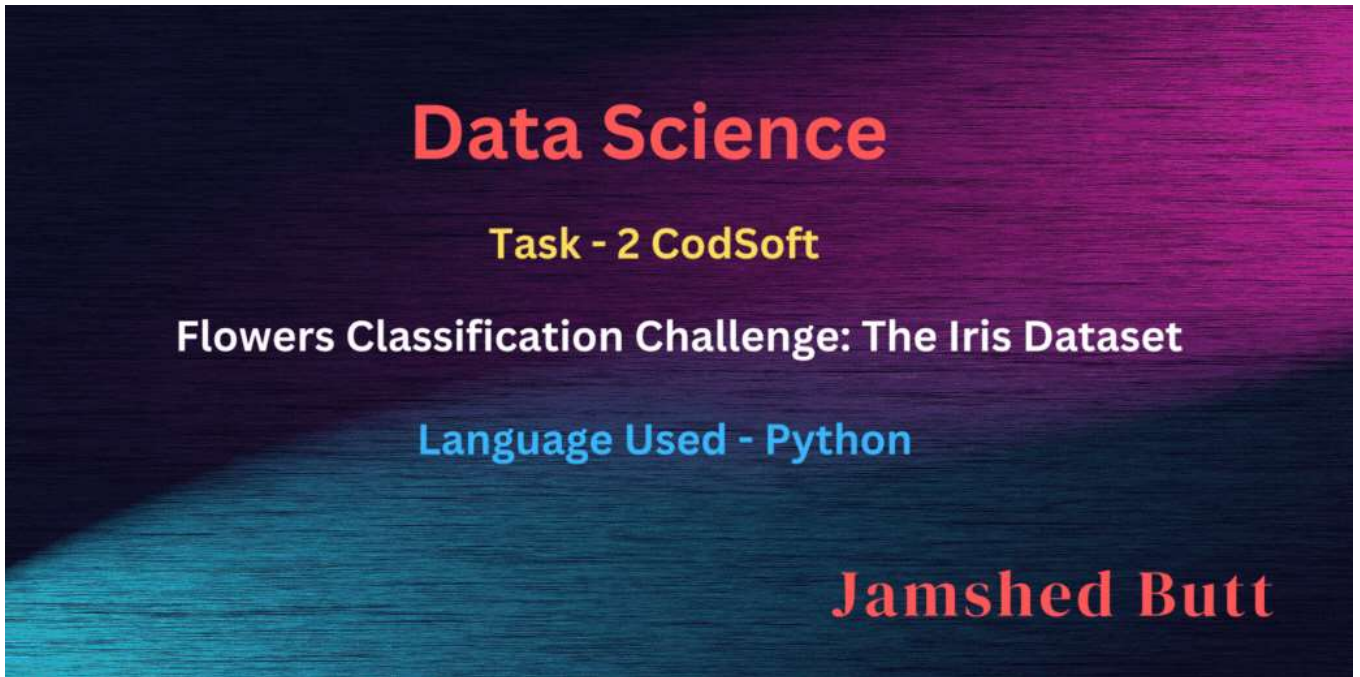 Data Science
Task - 2 CodSoft
Flowers Classification Challenge: The Iris Dataset
Language Used - Python
Jamshed Butt